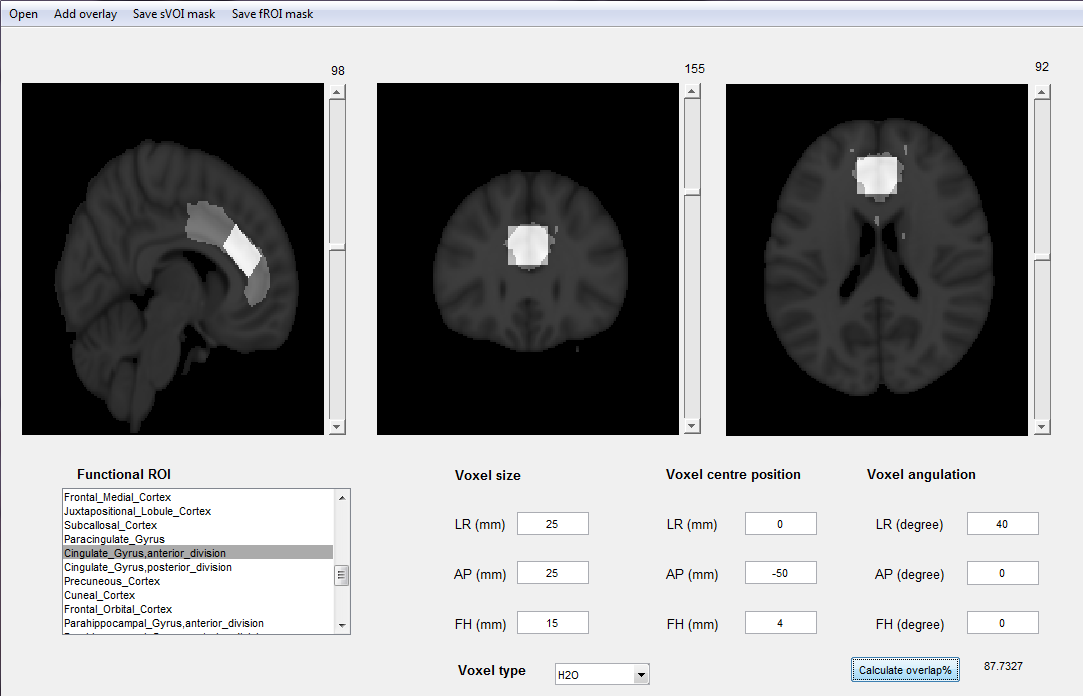 Open Add overlay Save sVOI mask Save fROI mask
98 155 92
Functional ROI
Frontal_Medial_Cortex
Juxtapositional_Lobule_Cortex
Subcallosal_Cortex
Paracingulate_Gyrus
Cingulate_Gyrus,anterior_division
Cingulate_Gyrus,posterior_division
Precuneous_Cortex
Cuneal_Cortex
Frontal_Orbital_Cortex
Parahippocampal_Gyrus,anterior_division
Voxel size
LR (mm) 25
AP (mm) 25
FH (mm) 15
Voxel type H2O
Voxel centre position
LR (mm) 0
AP (mm) -50
FH (mm) 4
Voxel angulation
LR (degree) 40
AP (degree) 0
FH (degree) 0
Calculate overlap% 87.7327